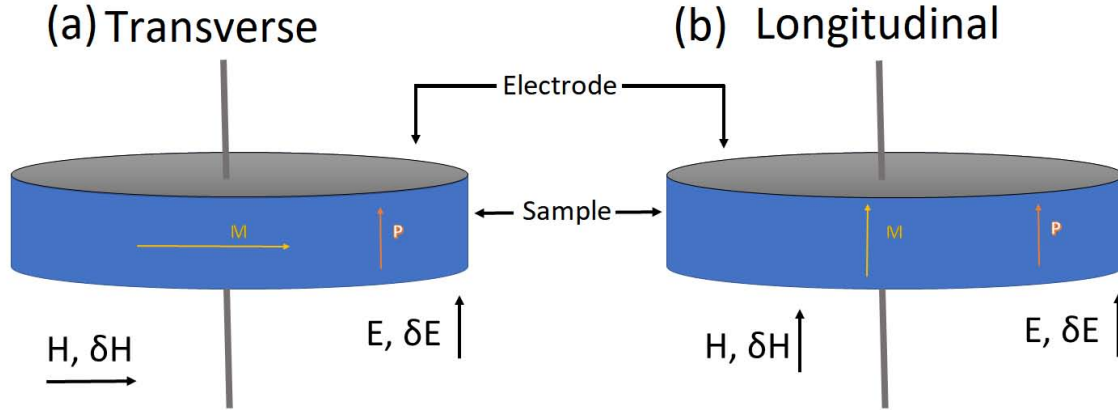 (a) Transverse
(b) Longitudinal
Electrode
Sample
M
P
M
P
H, δH
E, δE
H, δH
E, δE